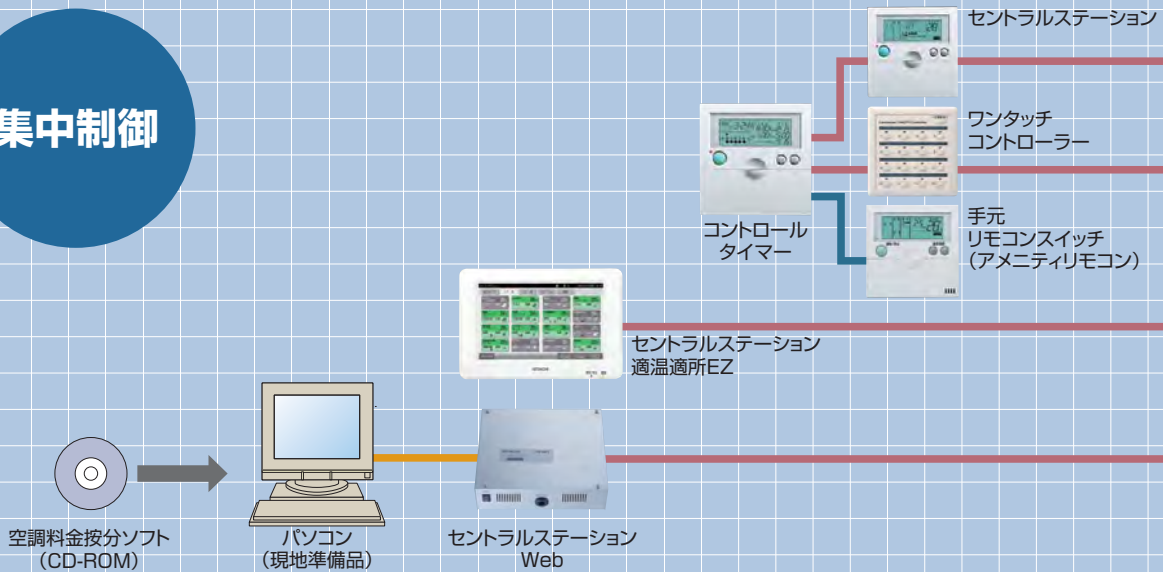 集中制御
セントラルステーション
ワンタッチ
コントローラー
手元
リモコンスイッチ
（アメニティリモコン）
コントロール
タイマー
セントラルステーション
適温適所EZ
空調料金按分ソフト
（CD-ROM）
パソコン
（現地準備品）
セントラルステーション
Web